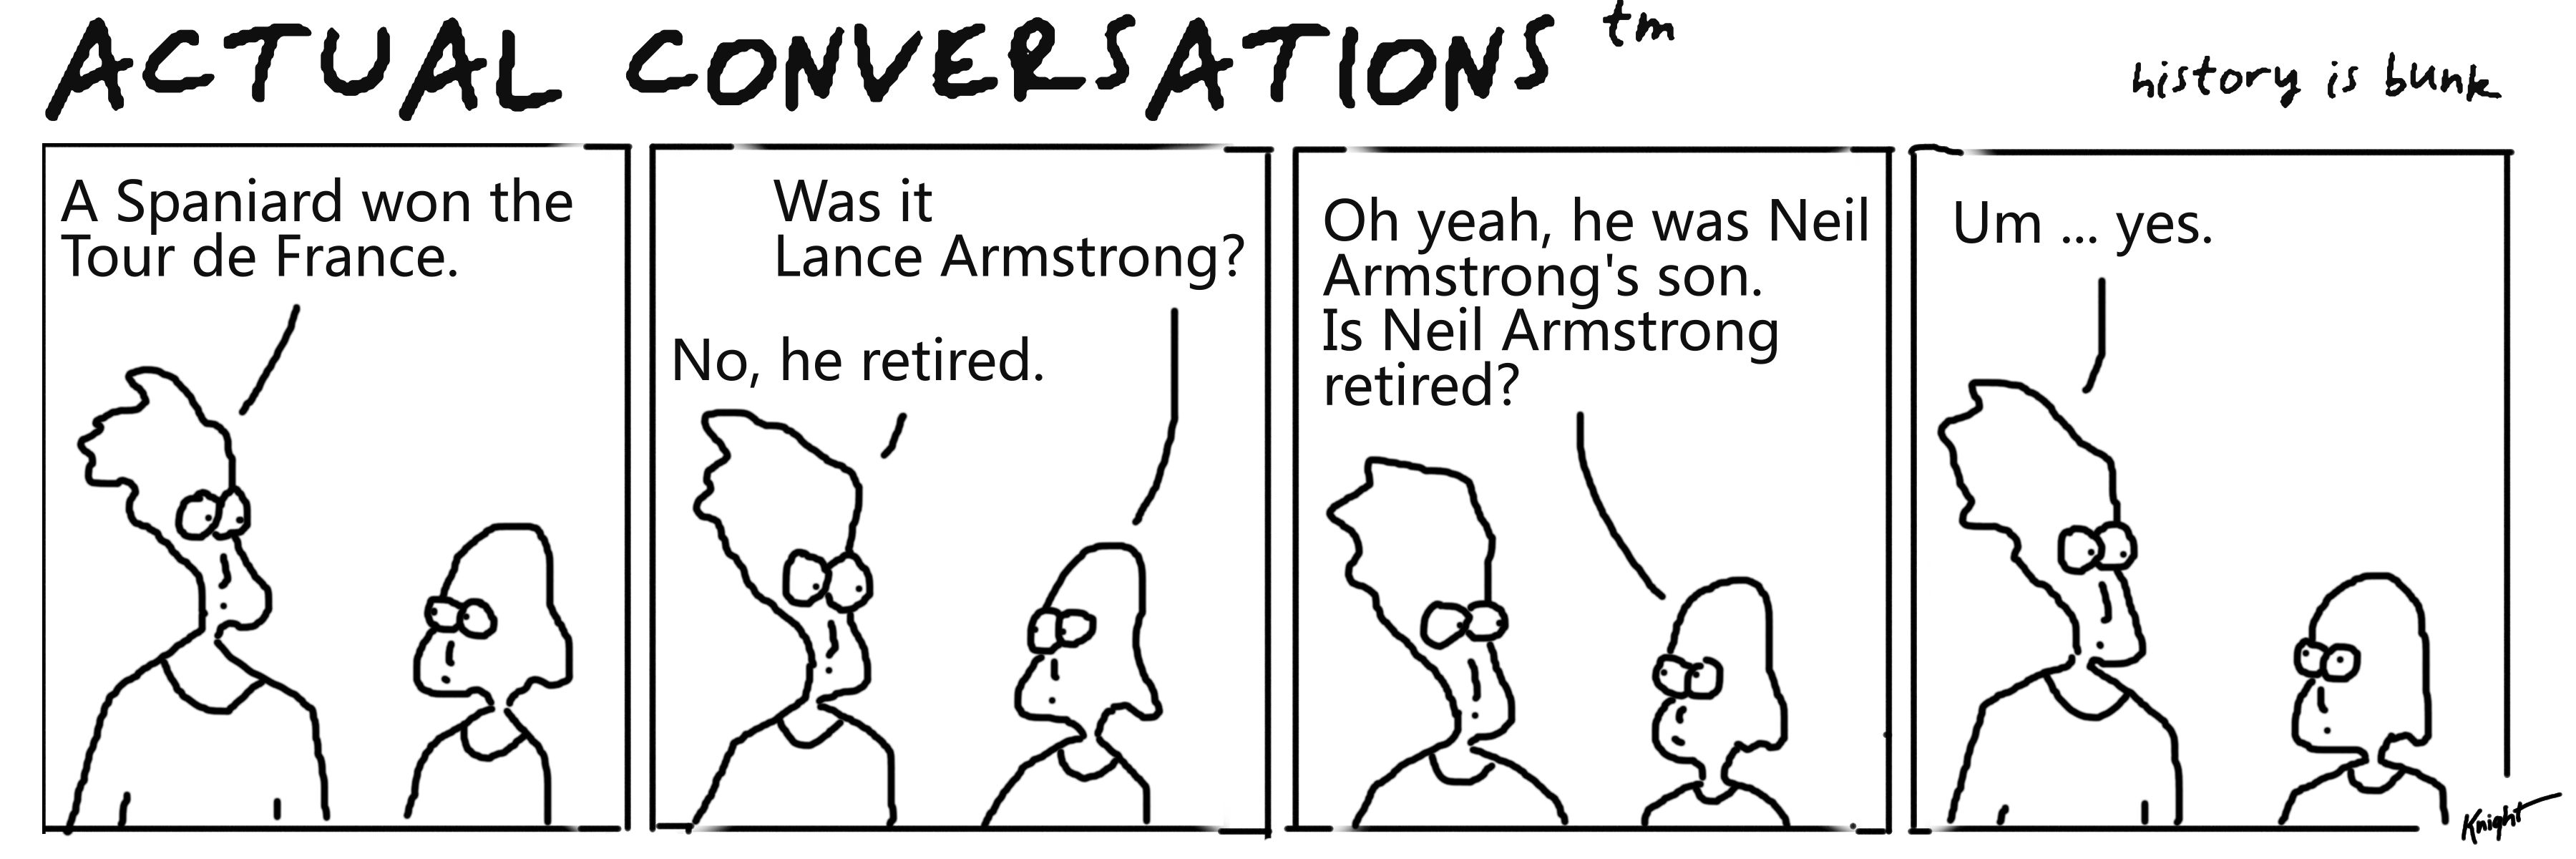 ACTUAL CONVERSATIONS tm
history is bunk
A Spaniard won the
Tour de France.
Was it
Lance Armstrong?
No, he retired.
Oh yeah, he was Neil
Armstrong's son.
Is Neil Armstrong
retired?
Um ... yes.
Knight